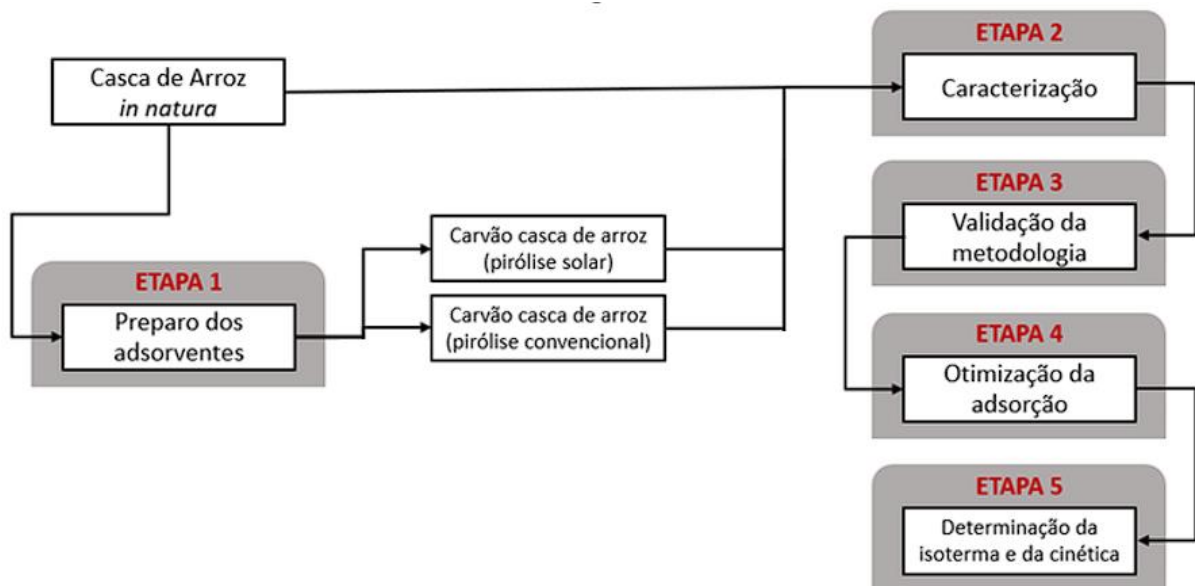 Casca de Arroz
in natura
ETAPA 1
Preparo dos
adsorventes
Carvão casca de arroz
(pirólise solar)
Carvão casca de arroz
(pirólise convencional)
ETAPA 2
Caracterização
ETAPA 3
Validação da
metodologia
ETAPA 4
Otimização da
adsorção
ETAPA 5
Determinação da
isoterma e da cinética